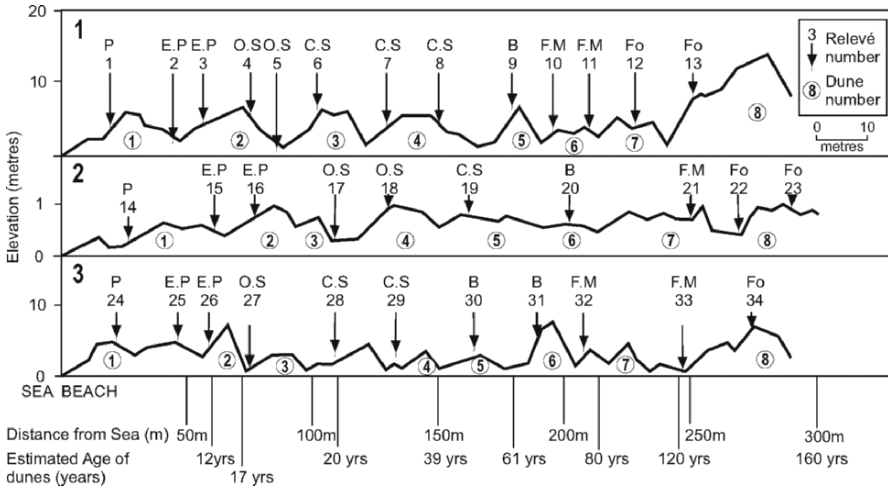 20
10
0
Elevation (metres)
1
P E.P E.P O.S O.S C.S C.S C.S B F.M F.M Fo Fo
1 2 3 4 5 6 7 8 9 10 11 12 13
1 2 3 4 5 6 7 8
3 Relevé number
8 Dune number
0 10
metres
2
1
0
P E.P E.P O.S O.S C.S B F.M Fo Fo
14 15 16 17 18 19 20 21 22 23
1 2 3 4 5 6 7 8
3
10
0
P E.P E.P O.S C.S C.S B B F.M F.M Fo
24 25 26 27 28 29 30 31 32 33 34
1 2 3 4 5 6 7 8
SEA BEACH
Distance from Sea (m) 50m 100m 150m 200m 250m 300m
Estimated Age of 12yrs 20 yrs 39 yrs 61 yrs 80 yrs 120 yrs 160 yrs
dunes (years) 17 yrs